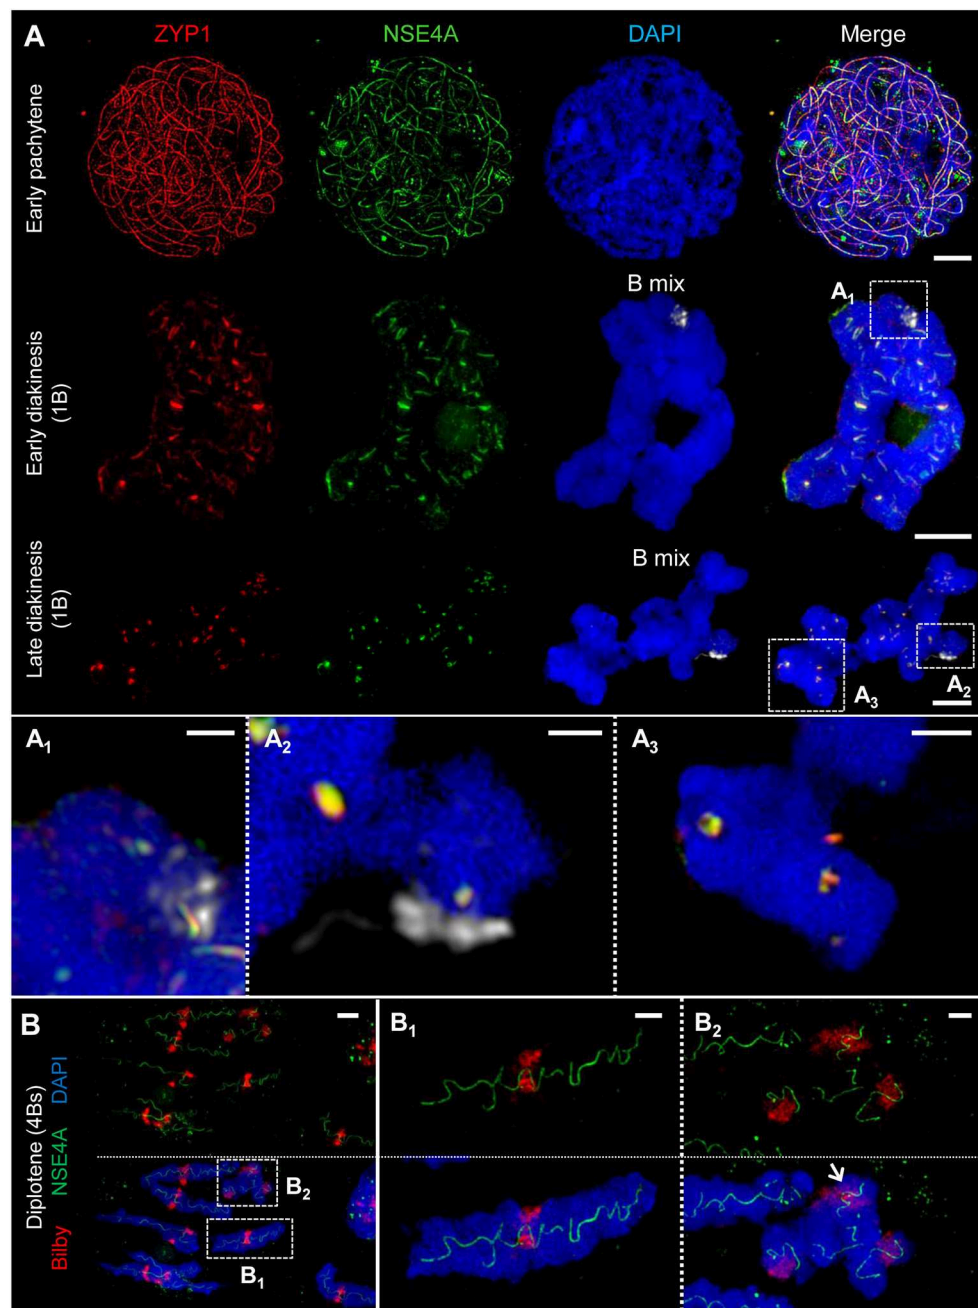 A
ZYP1
NSE4A
DAPI
Merge
Early pachytene
Early diakinesis
(1B)
B mix
A₁
Late diakinesis
(1B)
B mix
A₂
A₃
A₁
A₂
A₃
B
B₁
B₂
Diplotene (4Bs)
Bilby NSE4A DAPI
B₂
B₁